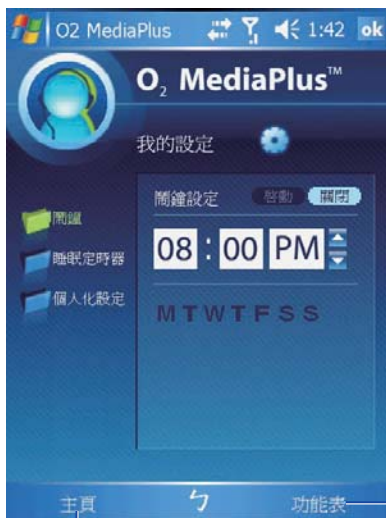 O2 MediaPlus 1:42 ok
O2 MediaPlus™
我的設定
鬧鐘
睡眠定時器
個人化設定
鬧鐘設定 啟動 關閉
08 : 00 PM
M T W T F S S
主頁 ㄅ 功能表